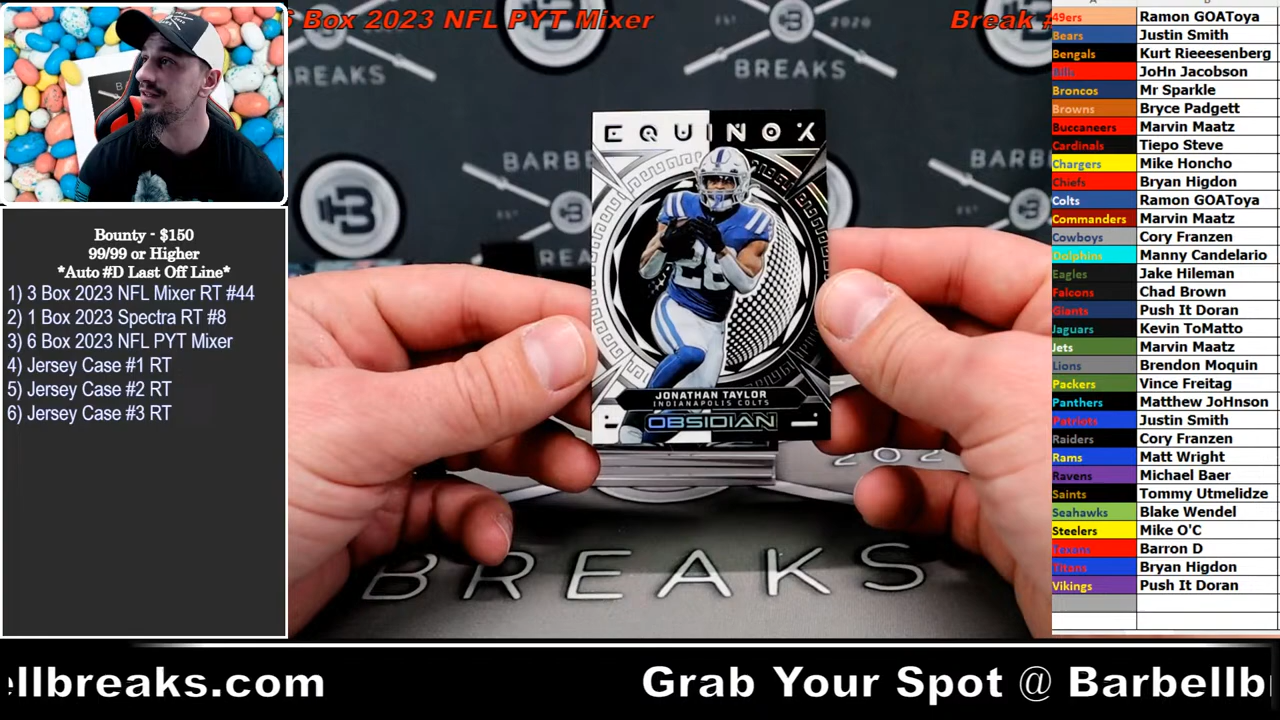 6 Box 2023 NFL PYT Mixer
Break #
EST 2020
BREAKS
BARBE
EQUINOX
28
JONATHAN TAYLOR
INDIANAPOLIS COLTS
OBSIDIAN
202
BREAKS
Bounty - $150
99/99 or Higher
*Auto #D Last Off Line*
1) 3 Box 2023 NFL Mixer RT #44
2) 1 Box 2023 Spectra RT #8
3) 6 Box 2023 NFL PYT Mixer
4) Jersey Case #1 RT
5) Jersey Case #2 RT
6) Jersey Case #3 RT
49ers Ramon GOAToya
Bears Justin Smith
Bengals Kurt Rieeesenberg
Bills JoHn Jacobson
Broncos Mr Sparkle
Browns Bryce Padgett
Buccaneers Marvin Maatz
Cardinals Tiepo Steve
Chargers Mike Honcho
Chiefs Bryan Higdon
Colts Ramon GOAToya
Commanders Marvin Maatz
Cowboys Cory Franzen
Dolphins Manny Candelario
Eagles Jake Hileman
Falcons Chad Brown
Giants Push It Doran
Jaguars Kevin ToMatto
Jets Marvin Maatz
Lions Brendon Moquin
Packers Vince Freitag
Panthers Matthew JoHnson
Patriots Justin Smith
Raiders Cory Franzen
Rams Matt Wright
Ravens Michael Baer
Saints Tommy Utmelidze
Seahawks Blake Wendel
Steelers Mike O'C
Texans Barron D
Titans Bryan Higdon
Vikings Push It Doran
ellbreaks.com Grab Your Spot @ Barbellb